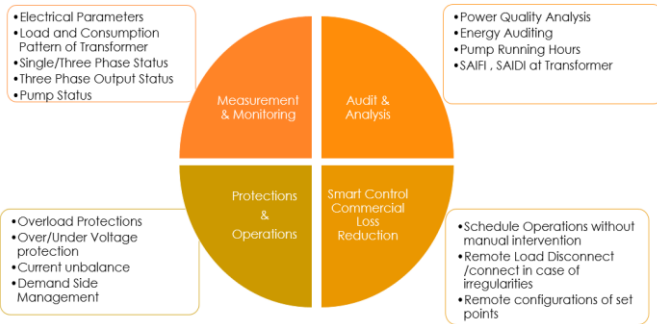 •Electrical Parameters
•Load and Consumption
Pattern of Transformer
•Single/Three Phase Status
•Three Phase Output Status
•Pump Status
•Power Quality Analysis
•Energy Auditing
•Pump Running Hours
•SAIFI , SAIDI at Transformer
Measurement
& Monitoring
Audit &
Analysis
Protections
&
Operations
Smart Control
Commercial
Loss
Reduction
•Overload Protections
•Over/Under Voltage
protection
•Current unbalance
•Demand Side
Management
•Schedule Operations without
manual intervention
•Remote Load Disconnect
/connect in case of
irregularities
•Remote configurations of set
points